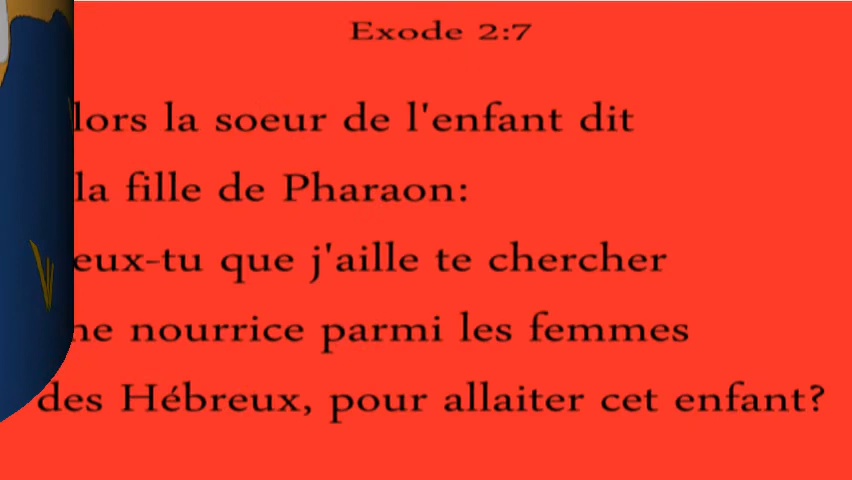 Exode 2:7
lors la soeur de l'enfant dit
la fille de Pharaon:
eux-tu que j'aille te chercher
ne nourrice parmi les femmes
des Hébreux, pour allaiter cet enfant?